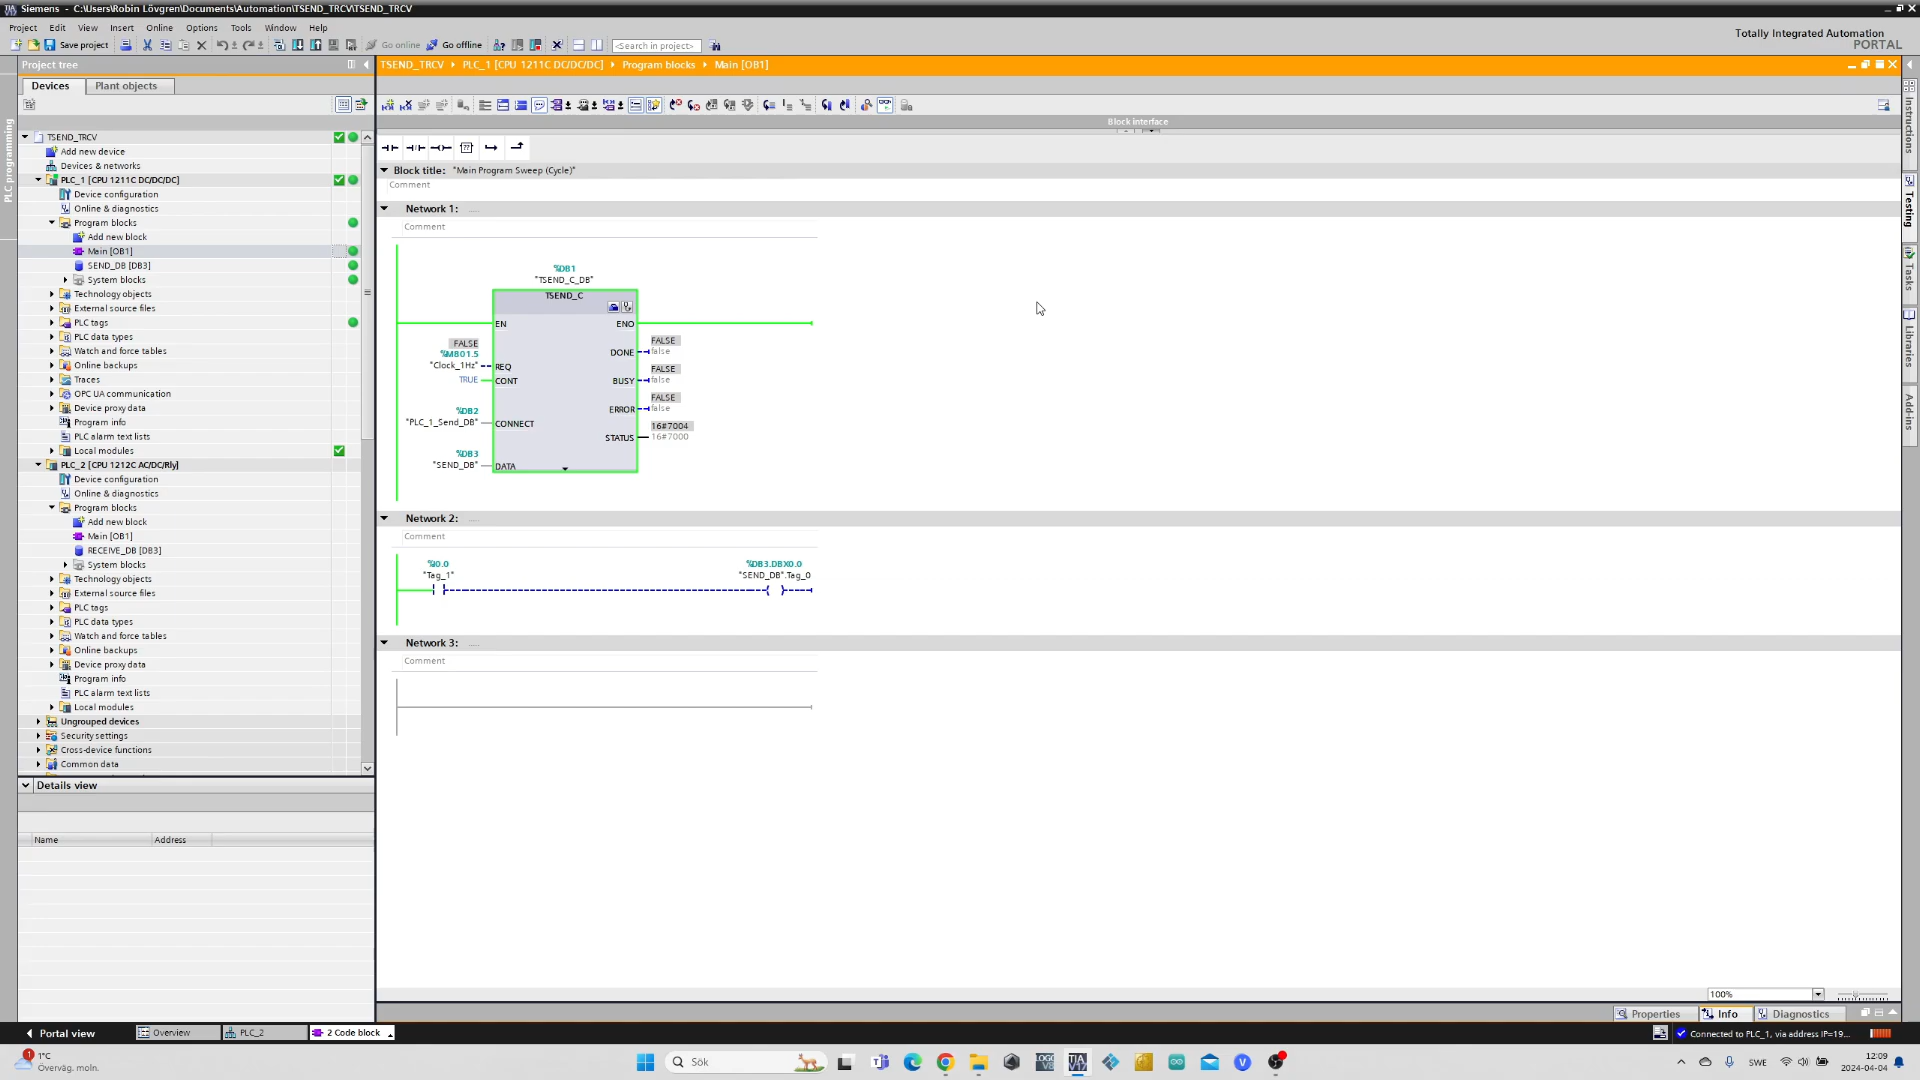 Siemens - C:\Users\Robin Lövgren\Documents\Automation\TSEND_TRCV\TSEND_TRCV
Project Edit View Insert Online Options Tools Window Help
Save project Go online Go offline <Search in project>
Totally Integrated Automation
PORTAL
Project tree
TSEND_TRCV PLC_1 [CPU 1211C DC/DC/DC] Program blocks Main [OB1]
Devices Plant objects
Block interface
TSEND_TRCV
Add new device
Devices & networks
PLC_1 [CPU 1211C DC/DC/DC]
Device configuration
Online & diagnostics
Program blocks
Add new block
Main [OB1]
SEND_DB [DB3]
System blocks
Technology objects
External source files
PLC tags
PLC data types
Watch and force tables
Online backups
Traces
OPC UA communication
Device proxy data
Program info
PLC alarm text lists
Local modules
PLC_2 [CPU 1212C AC/DC/Rly]
Device configuration
Online & diagnostics
Program blocks
Add new block
Main [OB1]
RECEIVE_DB [DB3]
System blocks
Technology objects
External source files
PLC tags
PLC data types
Watch and force tables
Online backups
Device proxy data
Program info
PLC alarm text lists
Local modules
Ungrouped devices
Security settings
Cross-device functions
Common data
Details view
Name Address
PLC programming
Block title: "Main Program Sweep (Cycle)"
Comment
Network 1:
Comment
%DB1
"TSEND_C_DB"
TSEND_C
EN ENO
FALSE
%M801.5
"Clock_1Hz" REQ
TRUE CONT
%DB2
"PLC_1_Send_DB" CONNECT
%DB3
"SEND_DB" DATA
FALSE
DONE false
FALSE
BUSY false
FALSE
ERROR false
16#7004
STATUS 16#7000
Network 2:
Comment
%I0.0 %DB3.DBX0.0
"Tag_1" "SEND_DB".Tag_0
Network 3:
Comment
100%
Properties Info Diagnostics
Instructions
Testing
Tasks
Libraries
Add-ins
Portal view Overview PLC_2 2 Code block
Connected to PLC_1, via address IP=19...
1
1°C
Överväg. moln.
Sök
SWE
12:09
2024-04-04